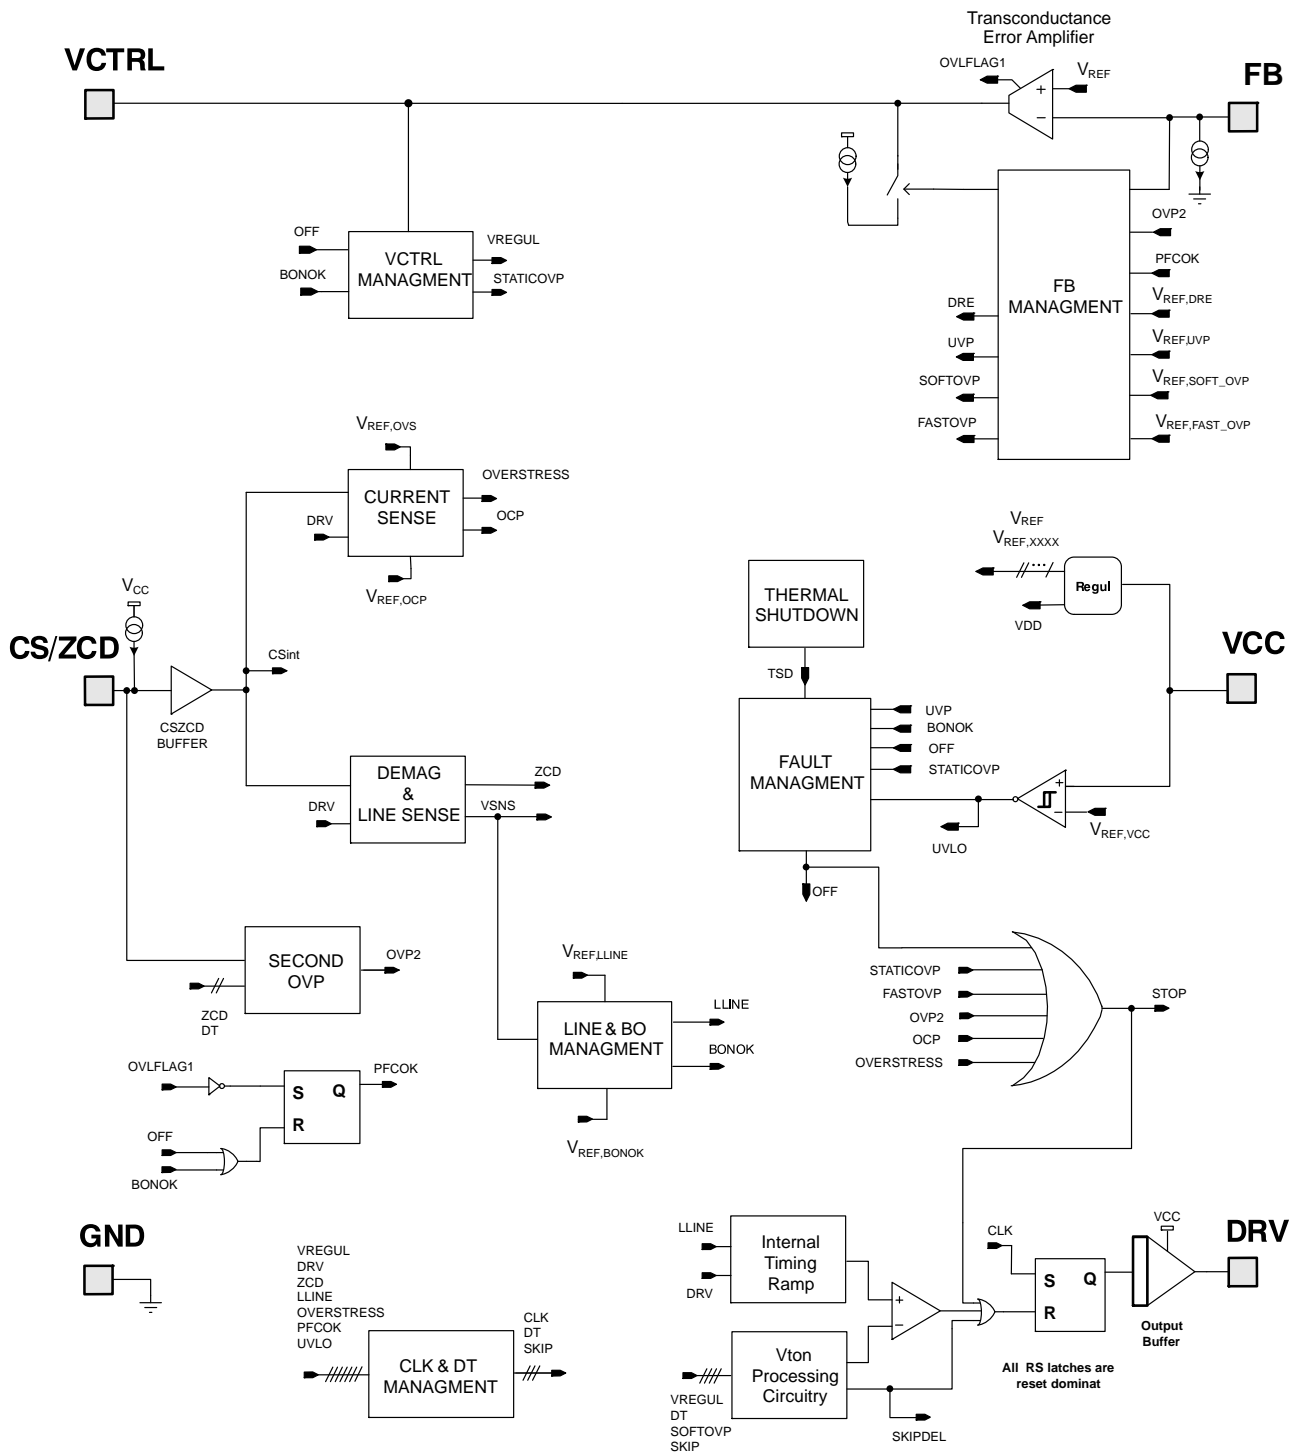 Transconductance
Error Amplifier
VCTRL
OVLFLAG1
VREF
FB
+
−
OFF
BONOK
VCTRL
MANAGMENT
VREGUL
STATICOVP
OVP2
PFCOK
FB
MANAGMENT
VREF,DRE
VREF,UVP
VREF,SOFT_OVP
VREF,FAST_OVP
DRE
UVP
SOFTOVP
FASTOVP
VREF,OVS
CURRENT
SENSE
DRV
OVERSTRESS
OCP
VREF,OCP
VREF
VREF,XXXX
...
Regul
VDD
THERMAL
SHUTDOWN
TSD
VCC
CS/ZCD
CSZCD
BUFFER
CSint
VCC
FAULT
MANAGMENT
UVP
BONOK
OFF
STATICOVP
+
−
VREF,VCC
UVLO
OFF
DEMAG
&
LINE SENSE
DRV
ZCD
VSNS
SECOND
OVP
OVP2
ZCD
DT
VREF,LLINE
LINE & BO
MANAGMENT
LLINE
BONOK
VREF,BONOK
STATICOVP
FASTOVP
OVP2
OCP
OVERSTRESS
STOP
OVLFLAG1
S Q
R
PFCOK
OFF
BONOK
GND
VREGUL
DRV
ZCD
LLINE
OVERSTRESS
PFCOK
UVLO
CLK & DT
MANAGMENT
CLK
DT
SKIP
LLINE
DRV
Internal
Timing
Ramp
+
−
Vton
Processing
Circuitry
VREGUL
DT
SOFTOVP
SKIP
SKIPDEL
CLK
S Q
R
VCC
DRV
Output
Buffer
All RS latches are
reset dominat